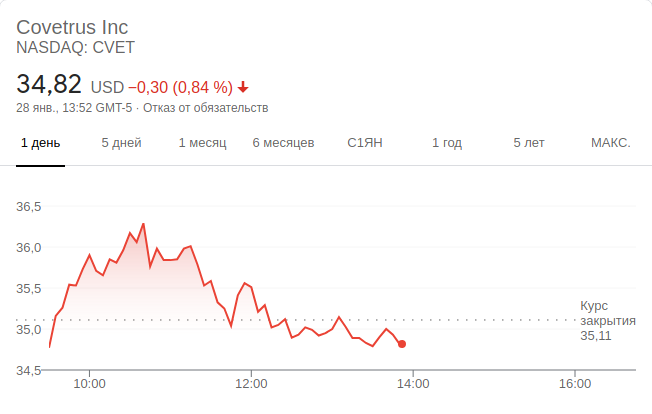 Covetrus Inc
NASDAQ: CVET
34,82 USD −0,30 (0,84 %)
28 янв., 13:52 GMT-5 · Отказ от обязательств
1 день 5 дней 1 месяц 6 месяцев С1ЯН 1 год 5 лет МАКС.
36,5
36,0
35,5
35,0
34,5
Курс
закрытия
35,11
10:00 12:00 14:00 16:00